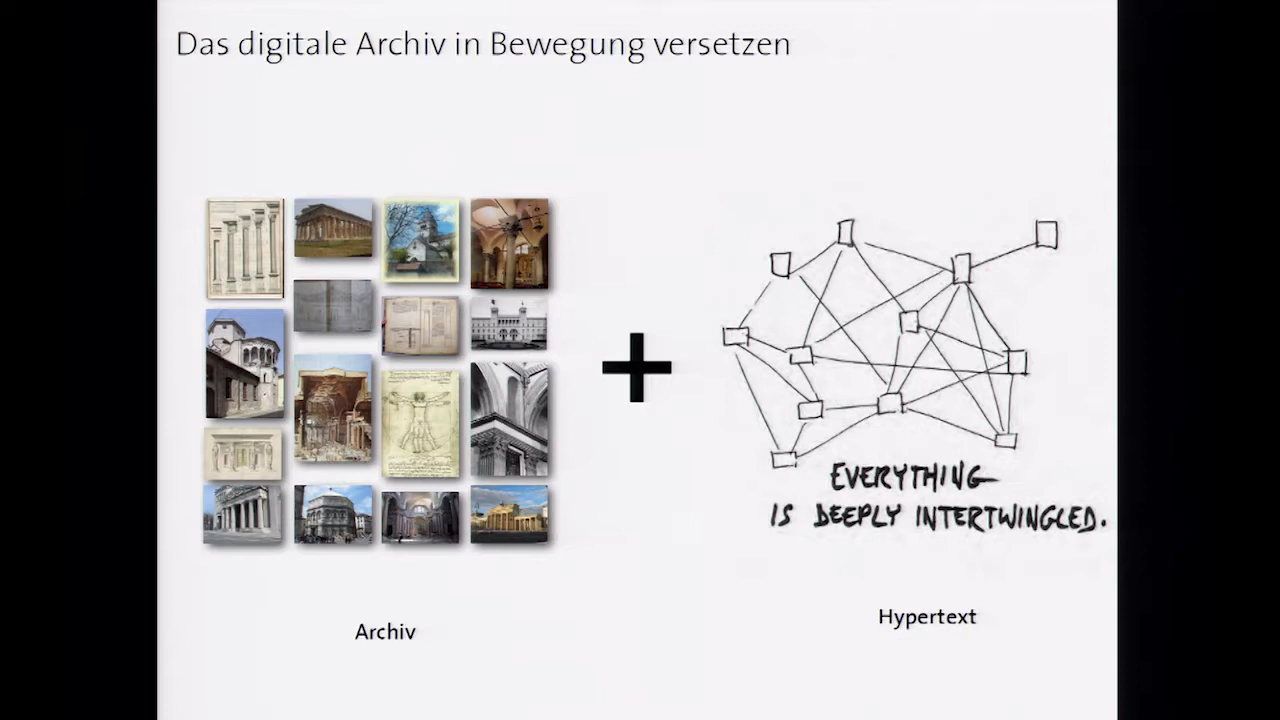 Das digitale Archiv in Bewegung versetzen
EVERYTHING
IS DEEPLY INTERTWINGLED.
Archiv
Hypertext